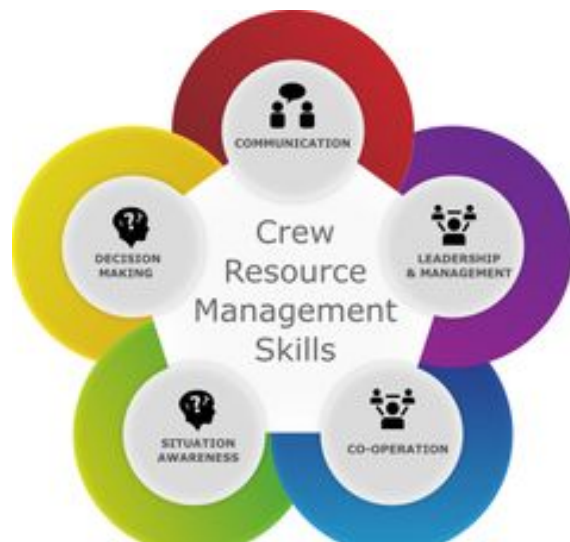 COMMUNICATION
Crew
Resource
Management
Skills
LEADERSHIP
& MANAGEMENT
CO-OPERATION
SITUATION
AWARENESS
DECISION
MAKING